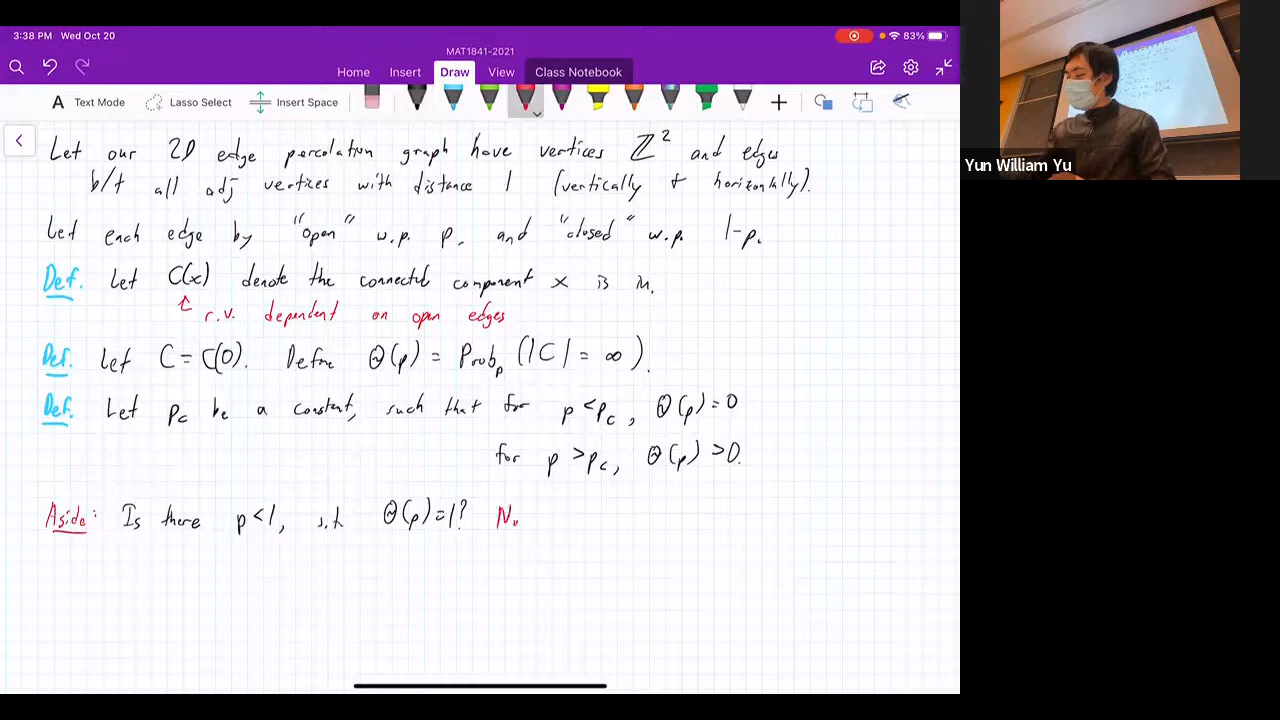 3:38 PM Wed Oct 20
83%
MAT1841-2021
Home Insert Draw View Class Notebook
Text Mode Lasso Select Insert Space
Let our 2D edge percolation graph have vertices ℤ² and edges
b/t all adj vertices with distance 1 (vertically + horizontally).
Let each edge by "open" w.p. p, and "closed" w.p. 1-p.
Def. Let C(x) denote the connected component x is in.
↑ r.v. dependent on open edges
Def. Let C = C(0). Define Θ(p) = Prob_p (|C| = ∞).
Def. Let p_c be a constant, such that for p < p_c, Θ(p) = 0
for p > p_c, Θ(p) > 0.
Aside: Is there p < 1, s.t. Θ(p) = 1? No
Yun William Yu